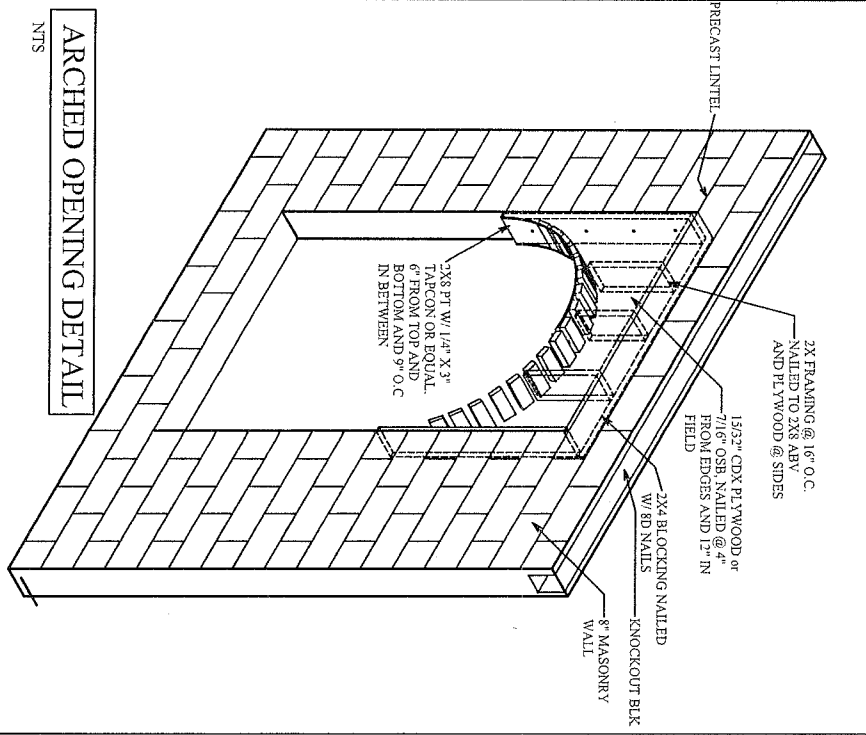 PRECAST LINTEL
2X FRAMING @ 16" O.C.
NAILED TO 2X8 ABV
AND PLYWOOD @ SIDES
15/32" CDX PLYWOOD or
7/16" OSB, NAILED @ 4"
FROM EDGES AND 12" IN
FIELD
2X4 BLOCKING NAILED
W/ 8D NAILS
KNOCKOUT BLK
8" MASONRY
WALL
2X8 PT W/ 1/4" X 3"
TAPCON OR EQUAL.
6" FROM TOP AND
BOTTOM AND 9" O.C
IN BETWEEN
ARCHED OPENING DETAIL
NTS